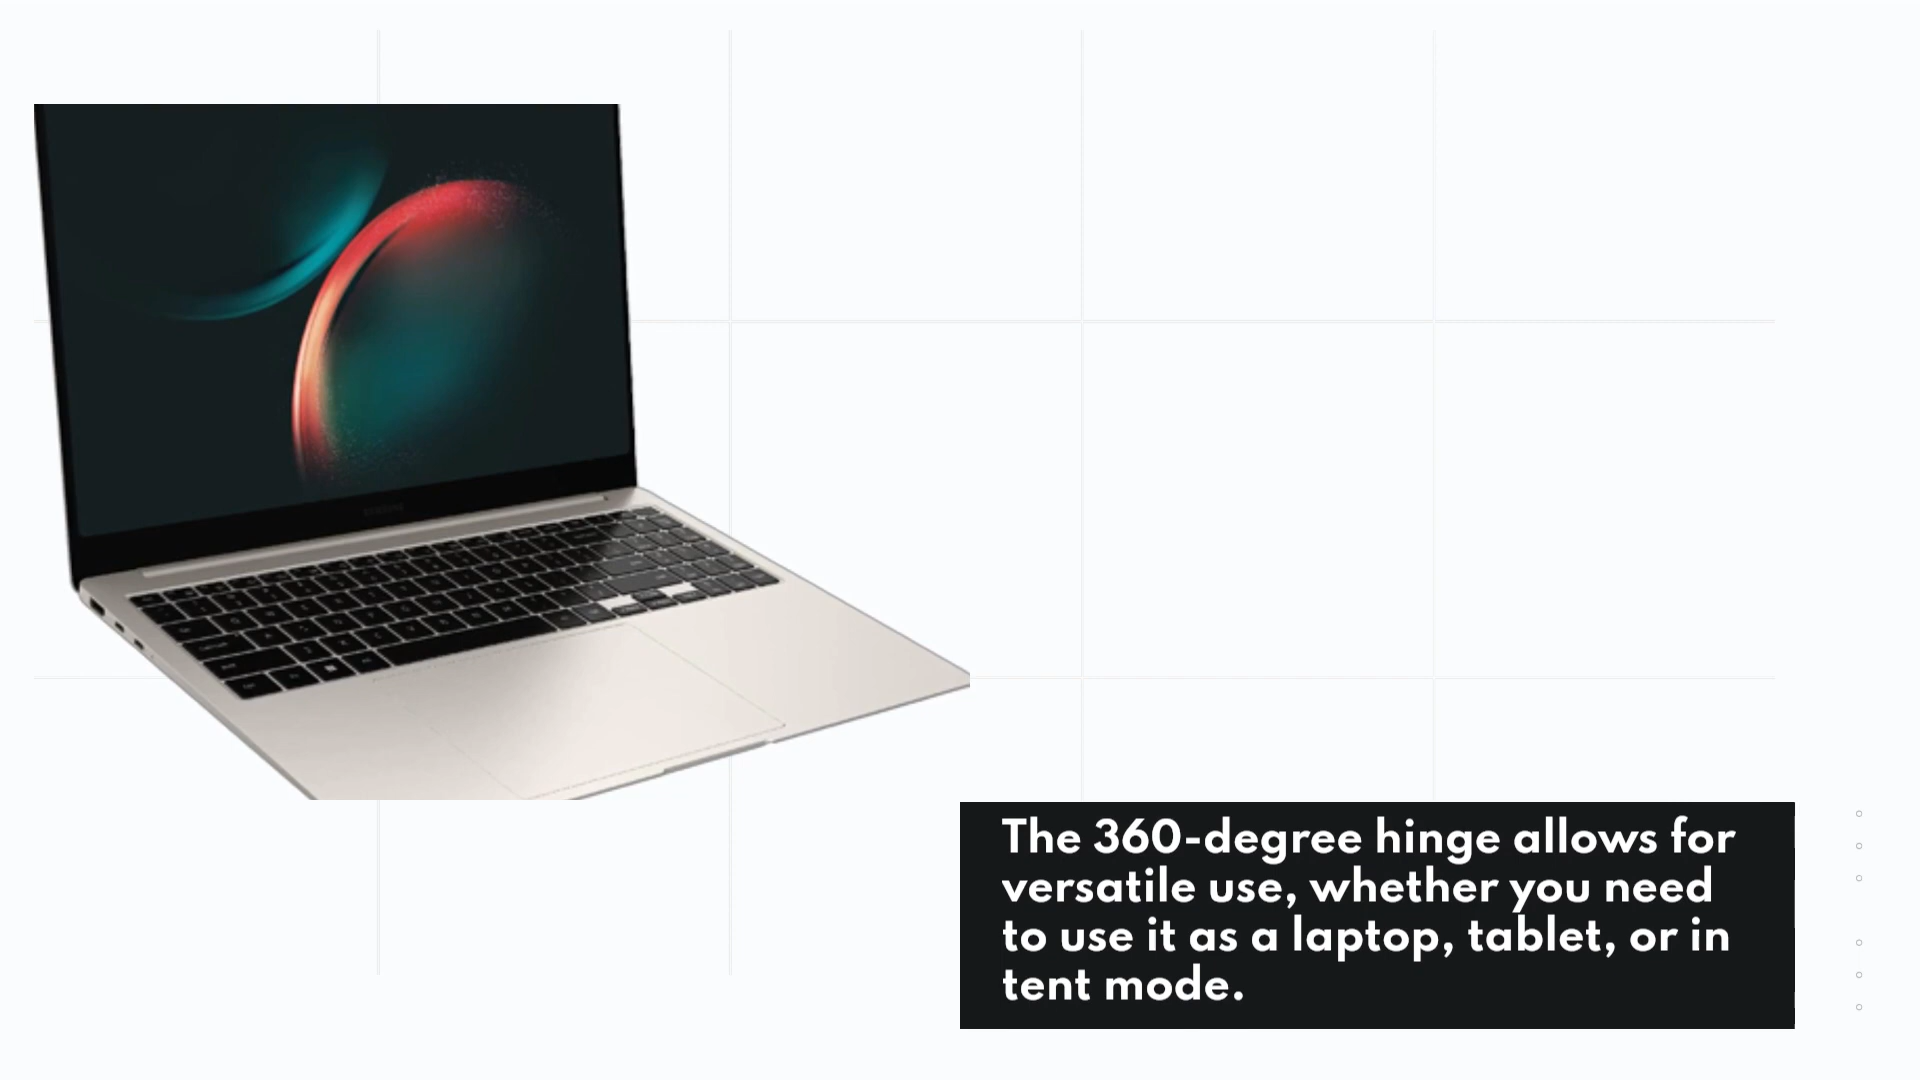 The 360-degree hinge allows for
versatile use, whether you need
to use it as a laptop, tablet, or in
tent mode.